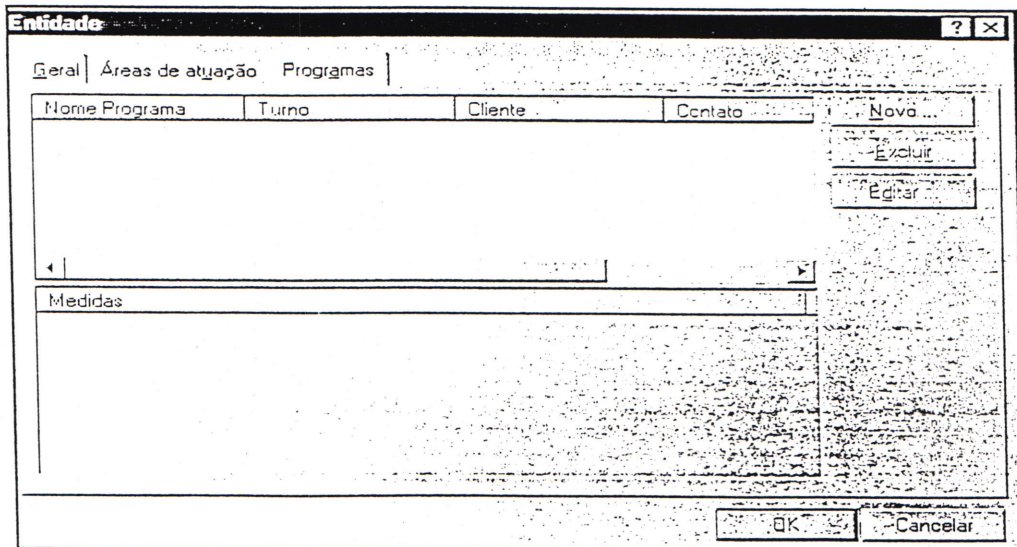 Entidade
? ×
Geral Áreas de atuação Programas
Nome Programa Turno Cliente Contato
Novo ...
Excluir
Editar ...
Medidas
OK Cancelar